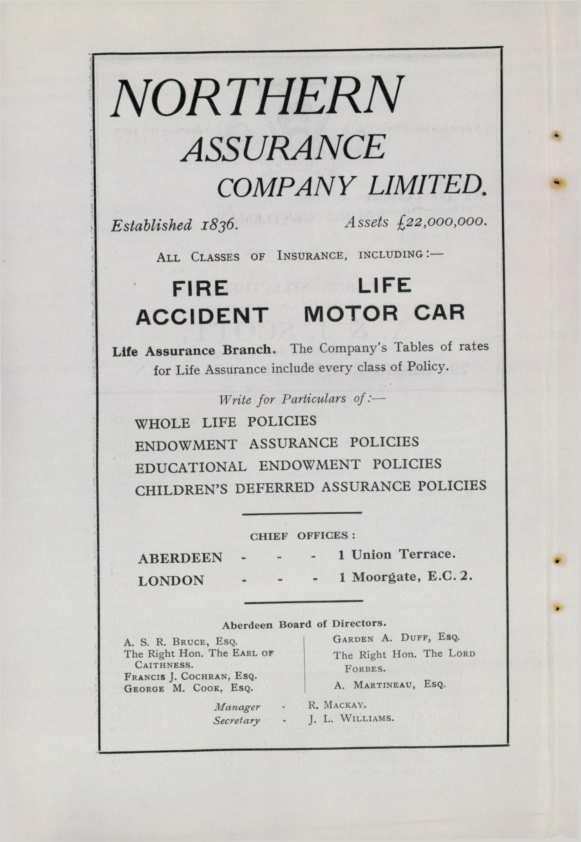 NORTHERN
ASSURANCE
COMPANY LIMITED.
Established 1836. Assets £22,000,000.
ALL CLASSES OF INSURANCE, INCLUDING:—
FIRE LIFE
ACCIDENT MOTOR CAR
Life Assurance Branch. The Company's Tables of rates
for Life Assurance include every class of Policy.
Write for Particulars of:—
WHOLE LIFE POLICIES
ENDOWMENT ASSURANCE POLICIES
EDUCATIONAL ENDOWMENT POLICIES
CHILDREN'S DEFERRED ASSURANCE POLICIES
CHIEF OFFICES:
ABERDEEN - - - 1 Union Terrace.
LONDON - - - 1 Moorgate, E.C. 2.
Aberdeen Board of Directors.
A. S. R. BRUCE, ESQ.
The Right Hon. The EARL OF
CAITHNESS.
FRANCIS J. COCHRAN, ESQ.
GEORGE M. COOK, ESQ.
GARDEN A. DUFF, ESQ.
The Right Hon. The LORD
FORBES.
A. MARTINEAU, ESQ.
Manager - R. MACKAY.
Secretary - J. L. WILLIAMS.